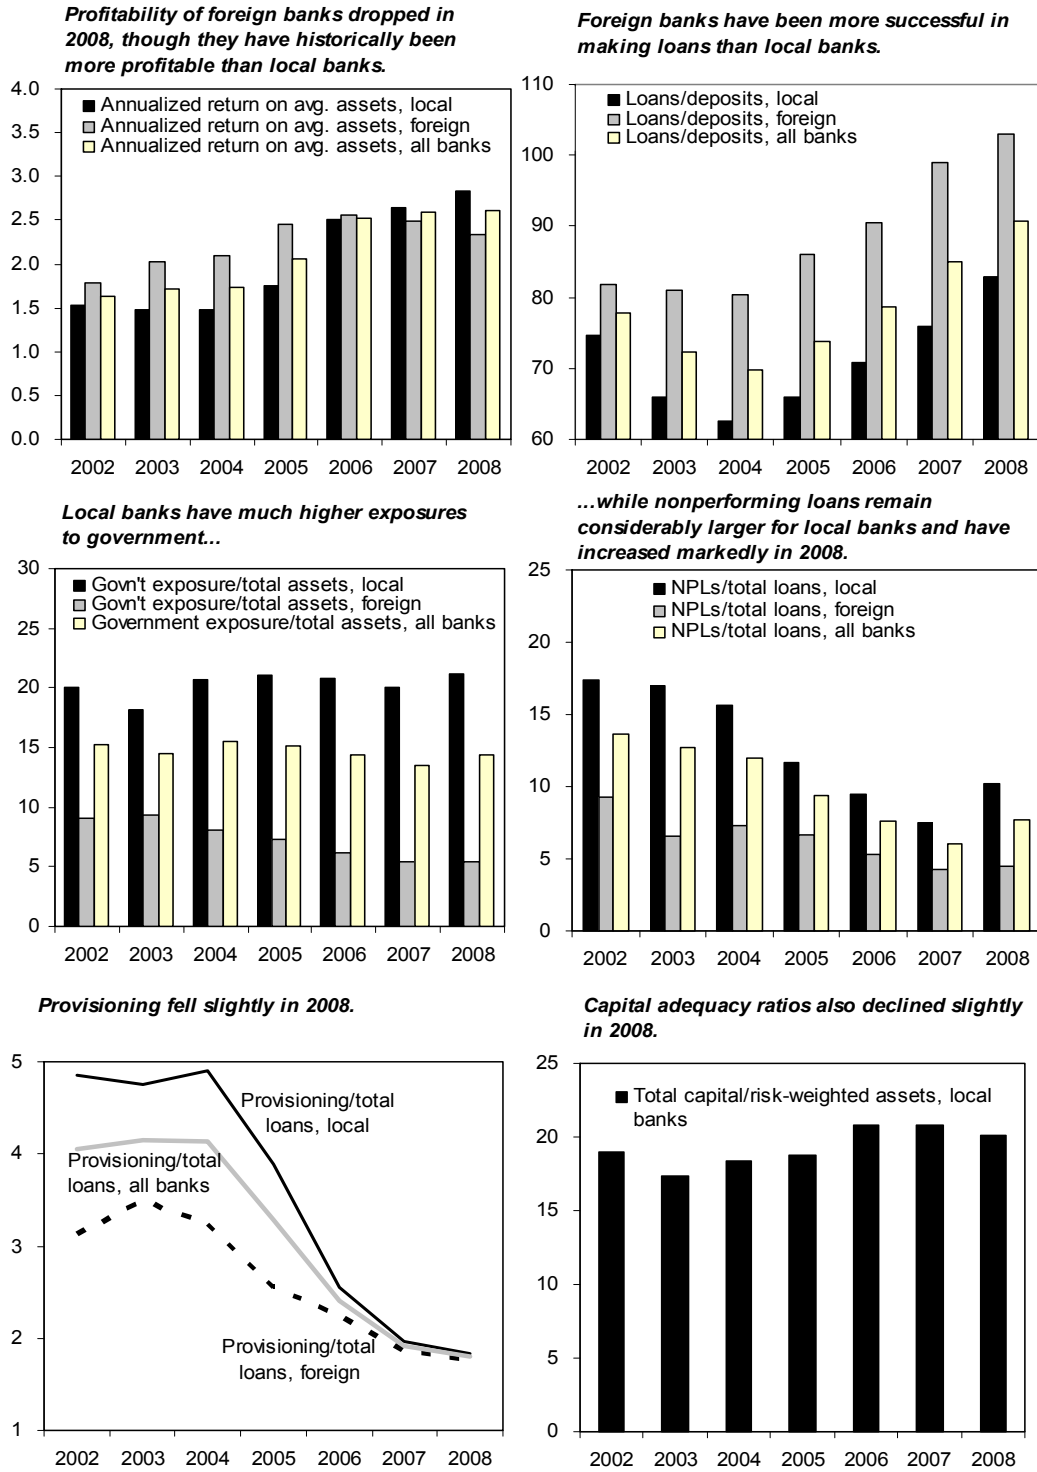 Profitability of foreign banks dropped in
2008, though they have historically been
more profitable than local banks.
4.0
3.5
3.0
2.5
2.0
1.5
1.0
0.5
0.0
Annualized return on avg. assets, local
Annualized return on avg. assets, foreign
Annualized return on avg. assets, all banks
2002 2003 2004 2005 2006 2007 2008
Foreign banks have been more successful in
making loans than local banks.
110
100
90
80
70
60
Loans/deposits, local
Loans/deposits, foreign
Loans/deposits, all banks
2002 2003 2004 2005 2006 2007 2008
Local banks have much higher exposures
to government...
30
25
20
15
10
5
0
Govn't exposure/total assets, local
Govn't exposure/total assets, foreign
Government exposure/total assets, all banks
2002 2003 2004 2005 2006 2007 2008
...while nonperforming loans remain
considerably larger for local banks and have
increased markedly in 2008.
25
20
15
10
5
0
NPLs/total loans, local
NPLs/total loans, foreign
NPLs/total loans, all banks
2002 2003 2004 2005 2006 2007 2008
Provisioning fell slightly in 2008.
5
4
3
2
1
Provisioning/total
loans, local
Provisioning/total
loans, all banks
Provisioning/total
loans, foreign
2002 2003 2004 2005 2006 2007 2008
Capital adequacy ratios also declined slightly
in 2008.
25
20
15
10
5
0
Total capital/risk-weighted assets, local
banks
2002 2003 2004 2005 2006 2007 2008